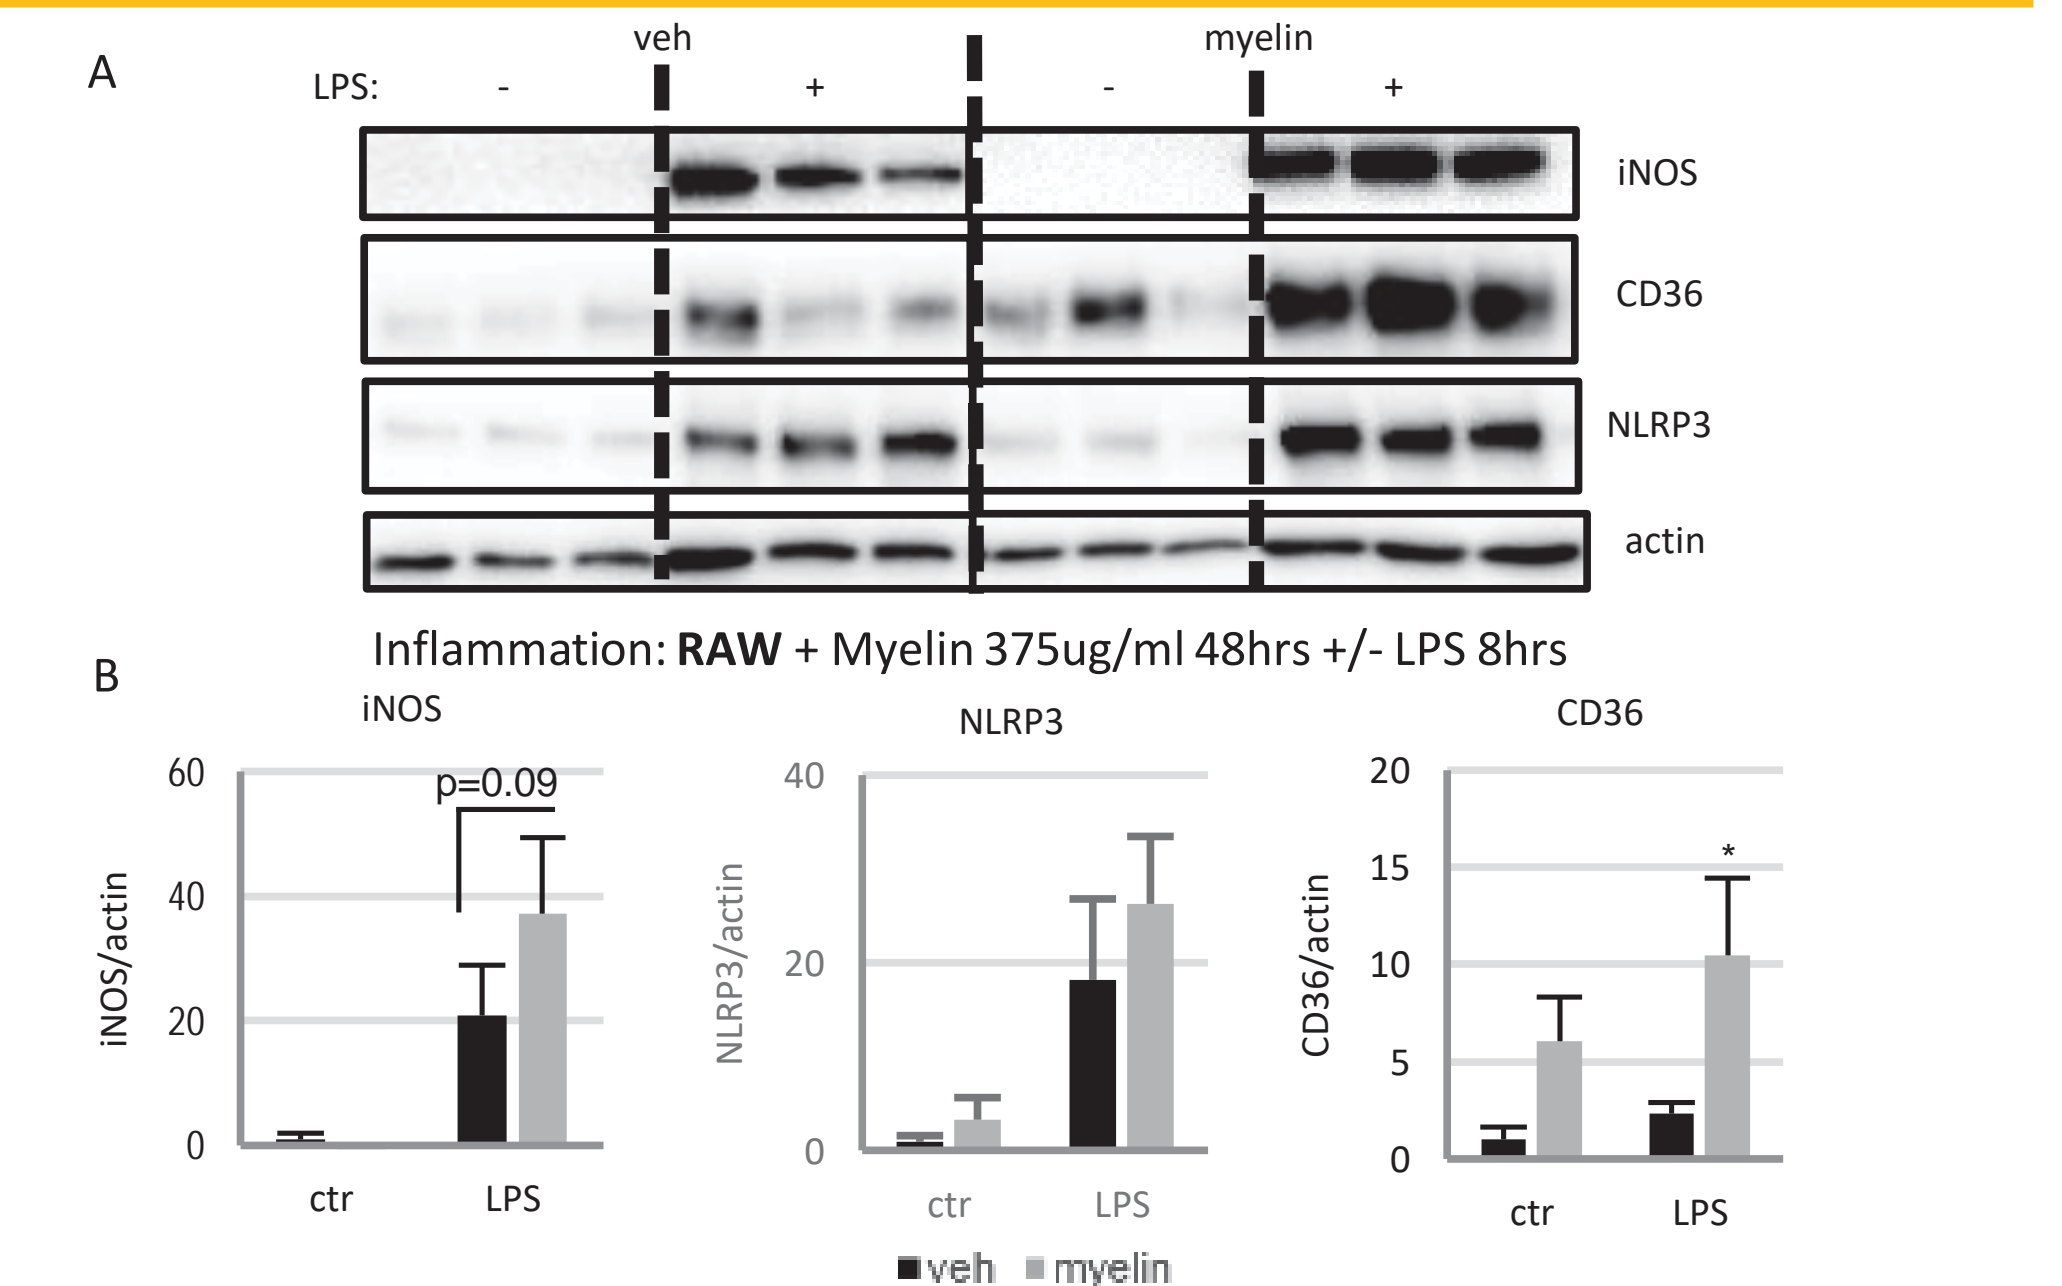 A
veh
myelin
LPS:
-
+
-
+
iNOS
CD36
NLRP3
actin
Inflammation: RAW + Myelin 375ug/ml 48hrs +/- LPS 8hrs
B
iNOS
NLRP3
CD36
iNOS/actin
60
40
20
0
p=0.09
ctr
LPS
NLRP3/actin
40
20
0
ctr
LPS
CD36/actin
20
15
10
5
0
*
ctr
LPS
veh
myelin